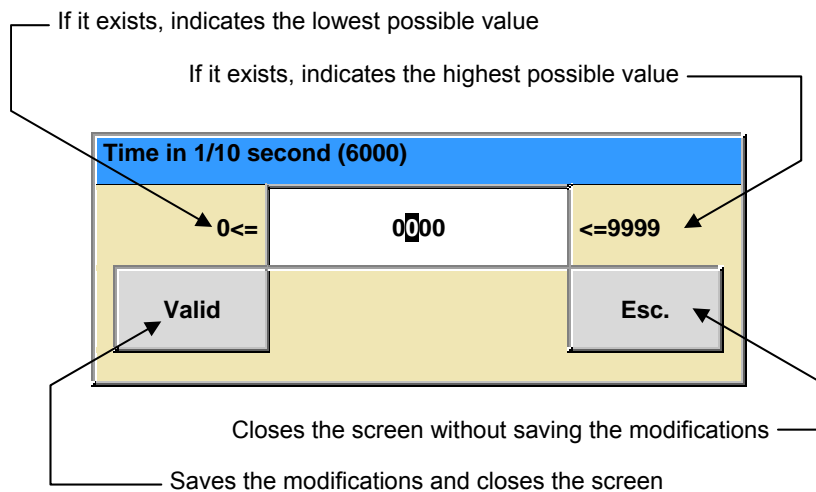 If it exists, indicates the lowest possible value
If it exists, indicates the highest possible value
Time in 1/10 second (6000)
0<= 0000 <=9999
Valid Esc.
Closes the screen without saving the modifications
Saves the modifications and closes the screen